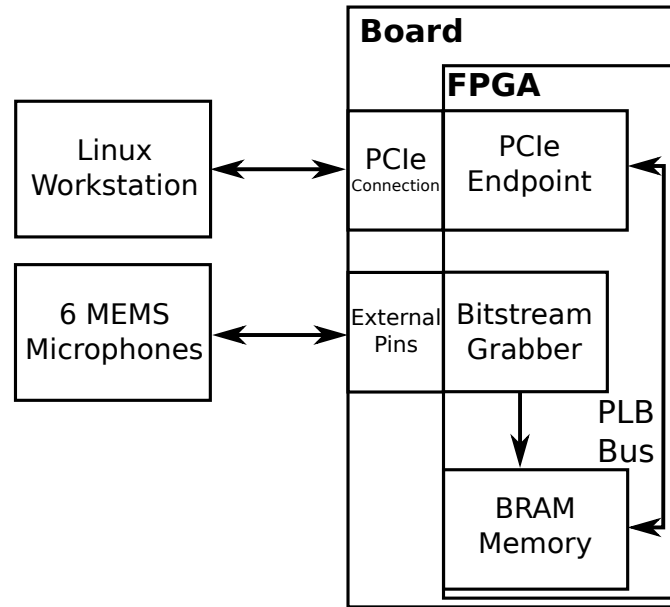 Board
FPGA
Linux
Workstation
PCIe
Connection
PCIe
Endpoint
6 MEMS
Microphones
External
Pins
Bitstream
Grabber
PLB
Bus
BRAM
Memory